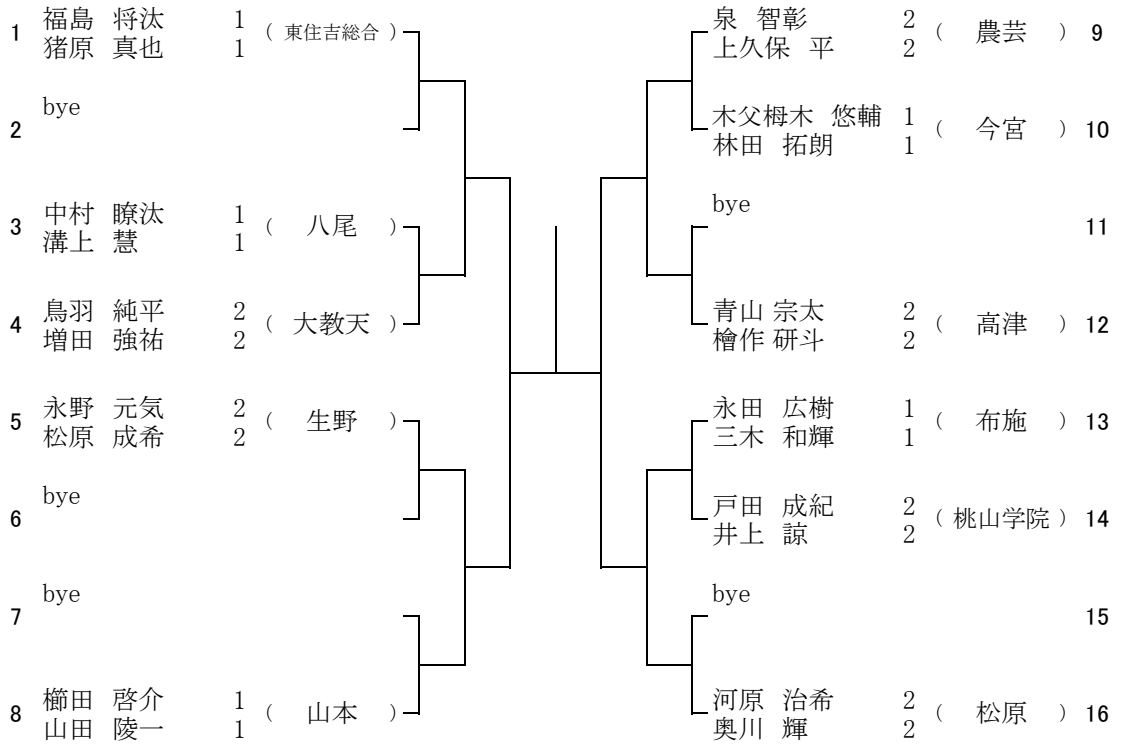 1 福島 将汰 1 ( 東住吉総合 )
猪原 真也 1
2 bye
3 中村 瞭汰 1 ( 八尾 )
溝上 慧 1
4 鳥羽 純平 2 ( 大教天 )
増田 強祐 2
5 永野 元気 2 ( 生野 )
松原 成希 2
6 bye
7 bye
8 櫛田 啓介 1 ( 山本 )
山田 陵一 1
泉 智彰 2 ( 農芸 ) 9
上久保 平 2
木父栂木 悠輔 1 ( 今宮 ) 10
林田 拓朗 1
bye 11
青山 宗太 2 ( 高津 ) 12
檜作 研斗 2
永田 広樹 1 ( 布施 ) 13
三木 和輝 1
戸田 成紀 2 ( 桃山学院 ) 14
井上 諒 2
bye 15
河原 治希 2 ( 松原 ) 16
奥川 輝 2